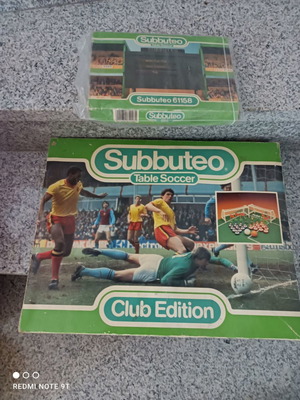 Subbuteo
Subbuteo 61158
Subbuteo
Subbuteo
Table Soccer
Club Edition
REDMI NOTE 9T